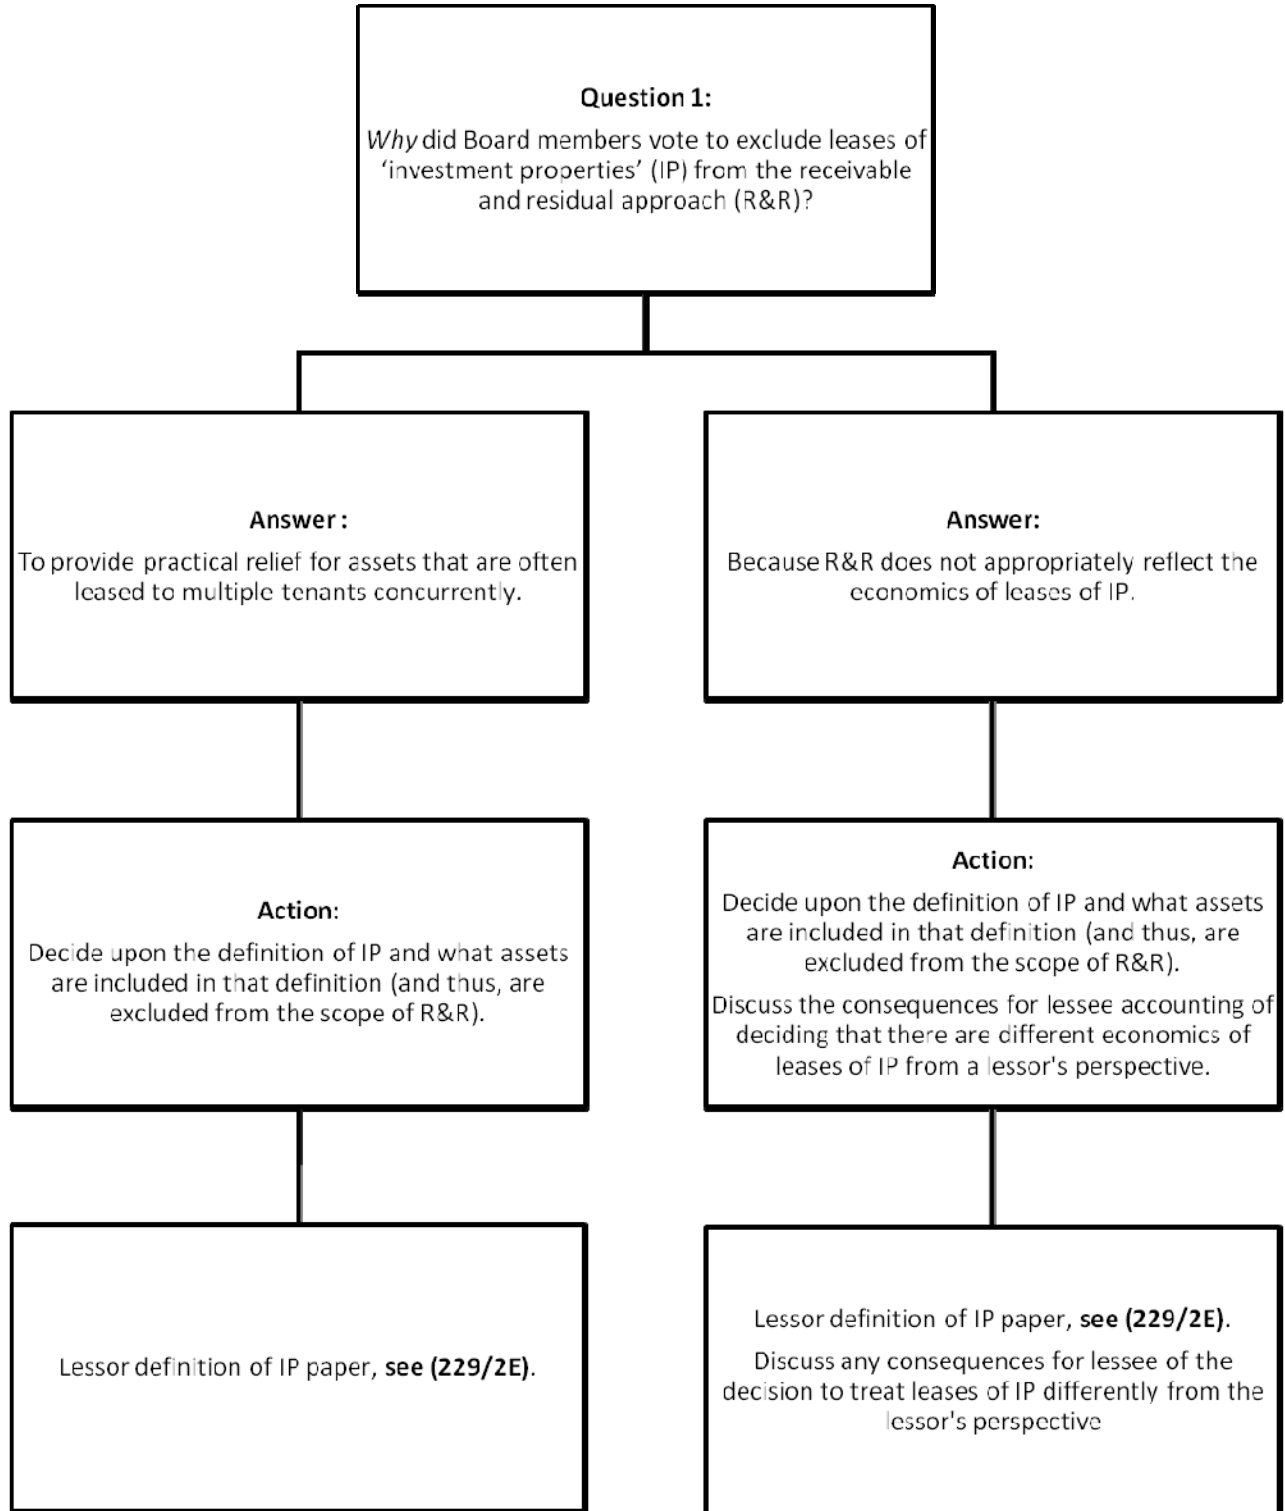 Question 1:
Why did Board members vote to exclude leases of
‘investment properties’ (IP) from the receivable
and residual approach (R&R)?
Answer :
To provide practical relief for assets that are often
leased to multiple tenants concurrently.
Answer:
Because R&R does not appropriately reflect the
economics of leases of IP.
Action:
Decide upon the definition of IP and what assets
are included in that definition (and thus, are
excluded from the scope of R&R).
Action:
Decide upon the definition of IP and what assets
are included in that definition (and thus, are
excluded from the scope of R&R).
Discuss the consequences for lessee accounting of
deciding that there are different economics of
leases of IP from a lessor's perspective.
Lessor definition of IP paper, see (229/2E).
Lessor definition of IP paper, see (229/2E).
Discuss any consequences for lessee of the
decision to treat leases of IP differently from the
lessor's perspective